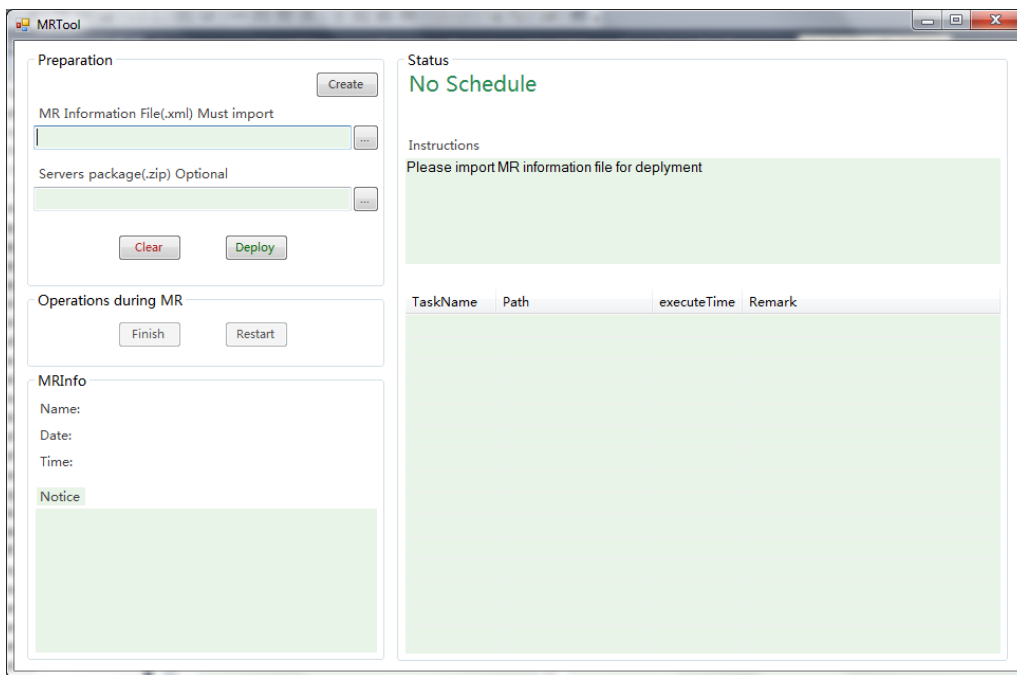 MRTool
Preparation
Create
MR Information File(.xml) Must import
...
Servers package(.zip) Optional
...
Clear Deploy
Operations during MR
Finish Restart
MRInfo
Name:
Date:
Time:
Notice
Status
No Schedule
Instructions
Please import MR information file for deplyment
TaskName Path executeTime Remark